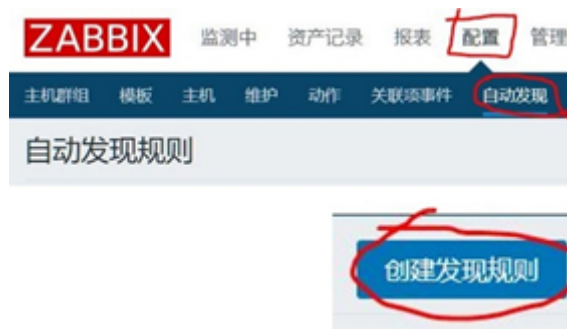 ZABBIX 监测中 资产记录 报表 配置 管理
主机群组 模板 主机 维护 动作 关联项事件 自动发现
自动发现规则
创建发现规则